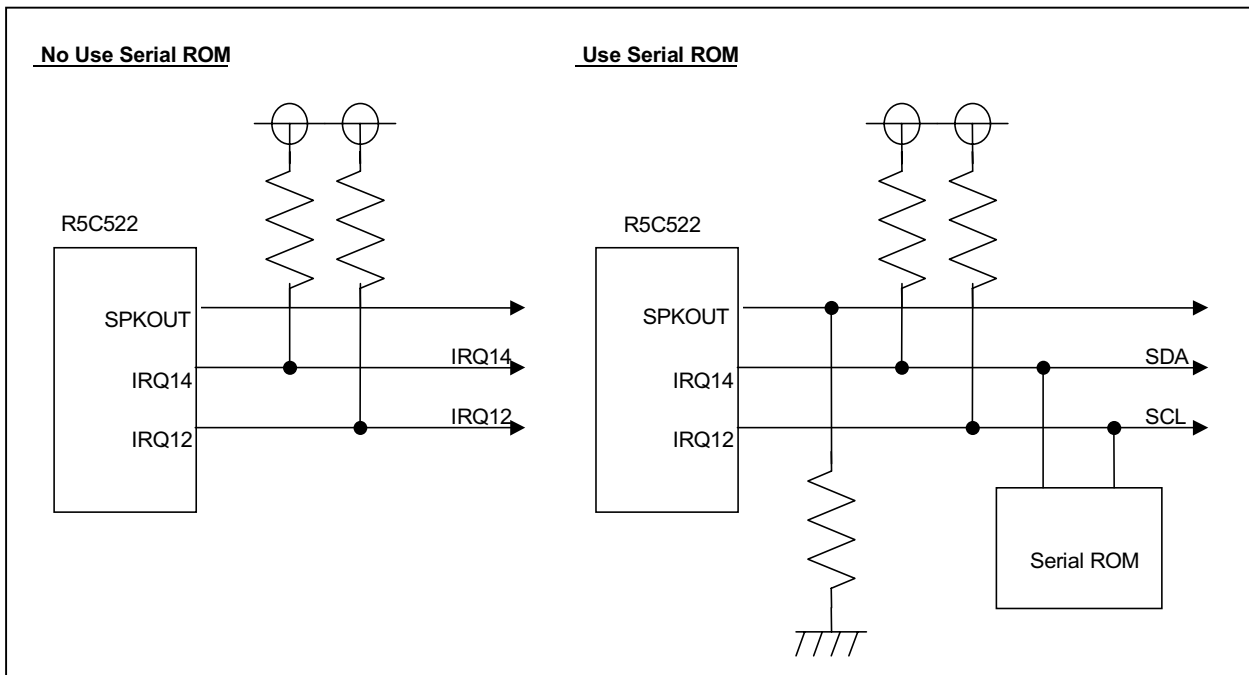 No Use Serial ROM
R5C522
SPKOUT
IRQ14
IRQ12
IRQ14
IRQ12
Use Serial ROM
R5C522
SPKOUT
IRQ14
IRQ12
SDA
SCL
Serial ROM